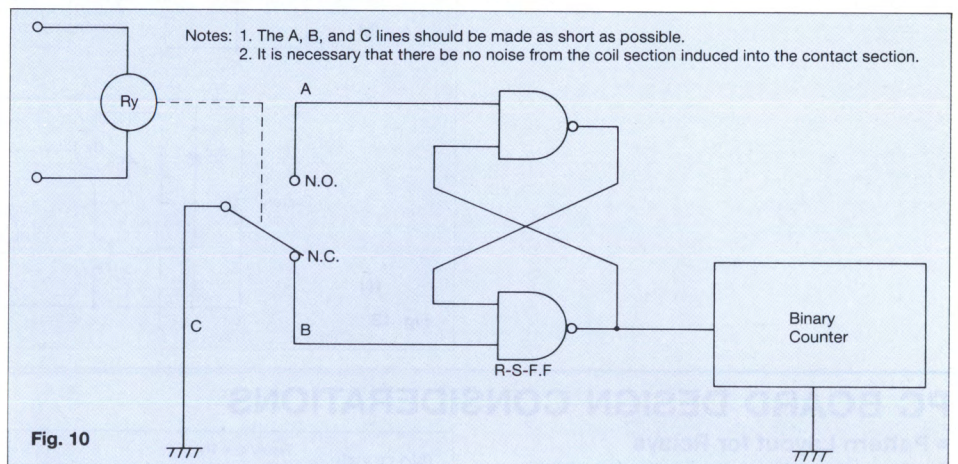 Notes: 1. The A, B, and C lines should be made as short as possible.
2. It is necessary that there be no noise from the coil section induced into the contact section.
Ry
A
N.O.
N.C.
C
B
R-S-F.F
Binary
Counter
Fig. 10
PC BOARD DESIGN CONSIDERATIONS
Pattern Layout for Relays